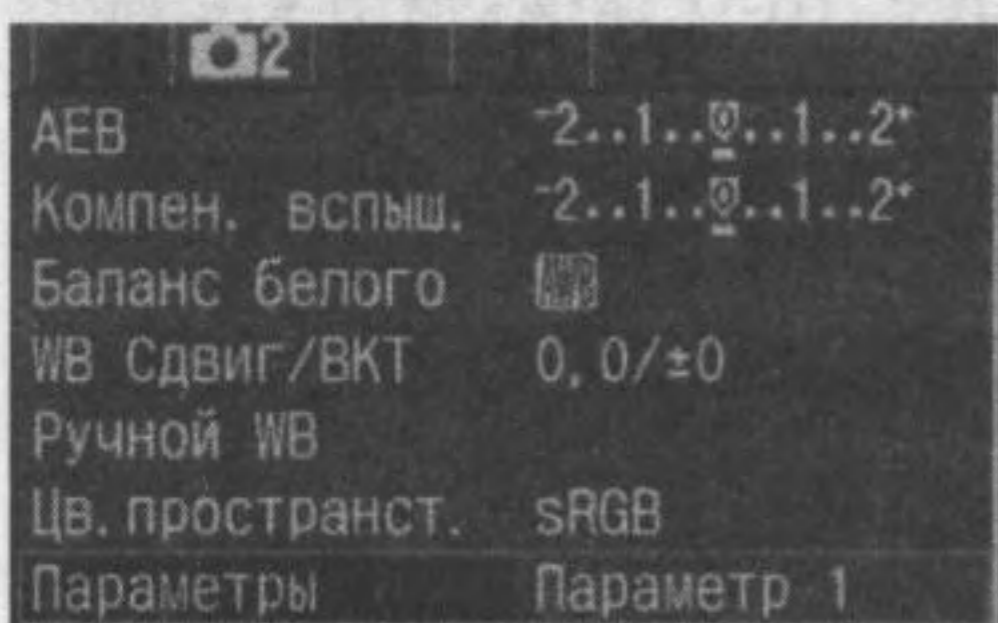 2
AEB -2..1..0..1..2+
Компен. вспыш. -2..1..0..1..2+
Баланс белого AWB
WB Сдвиг/ВКТ 0,0/±0
Ручной WB
Цв.пространст. sRGB
Параметры Параметр 1